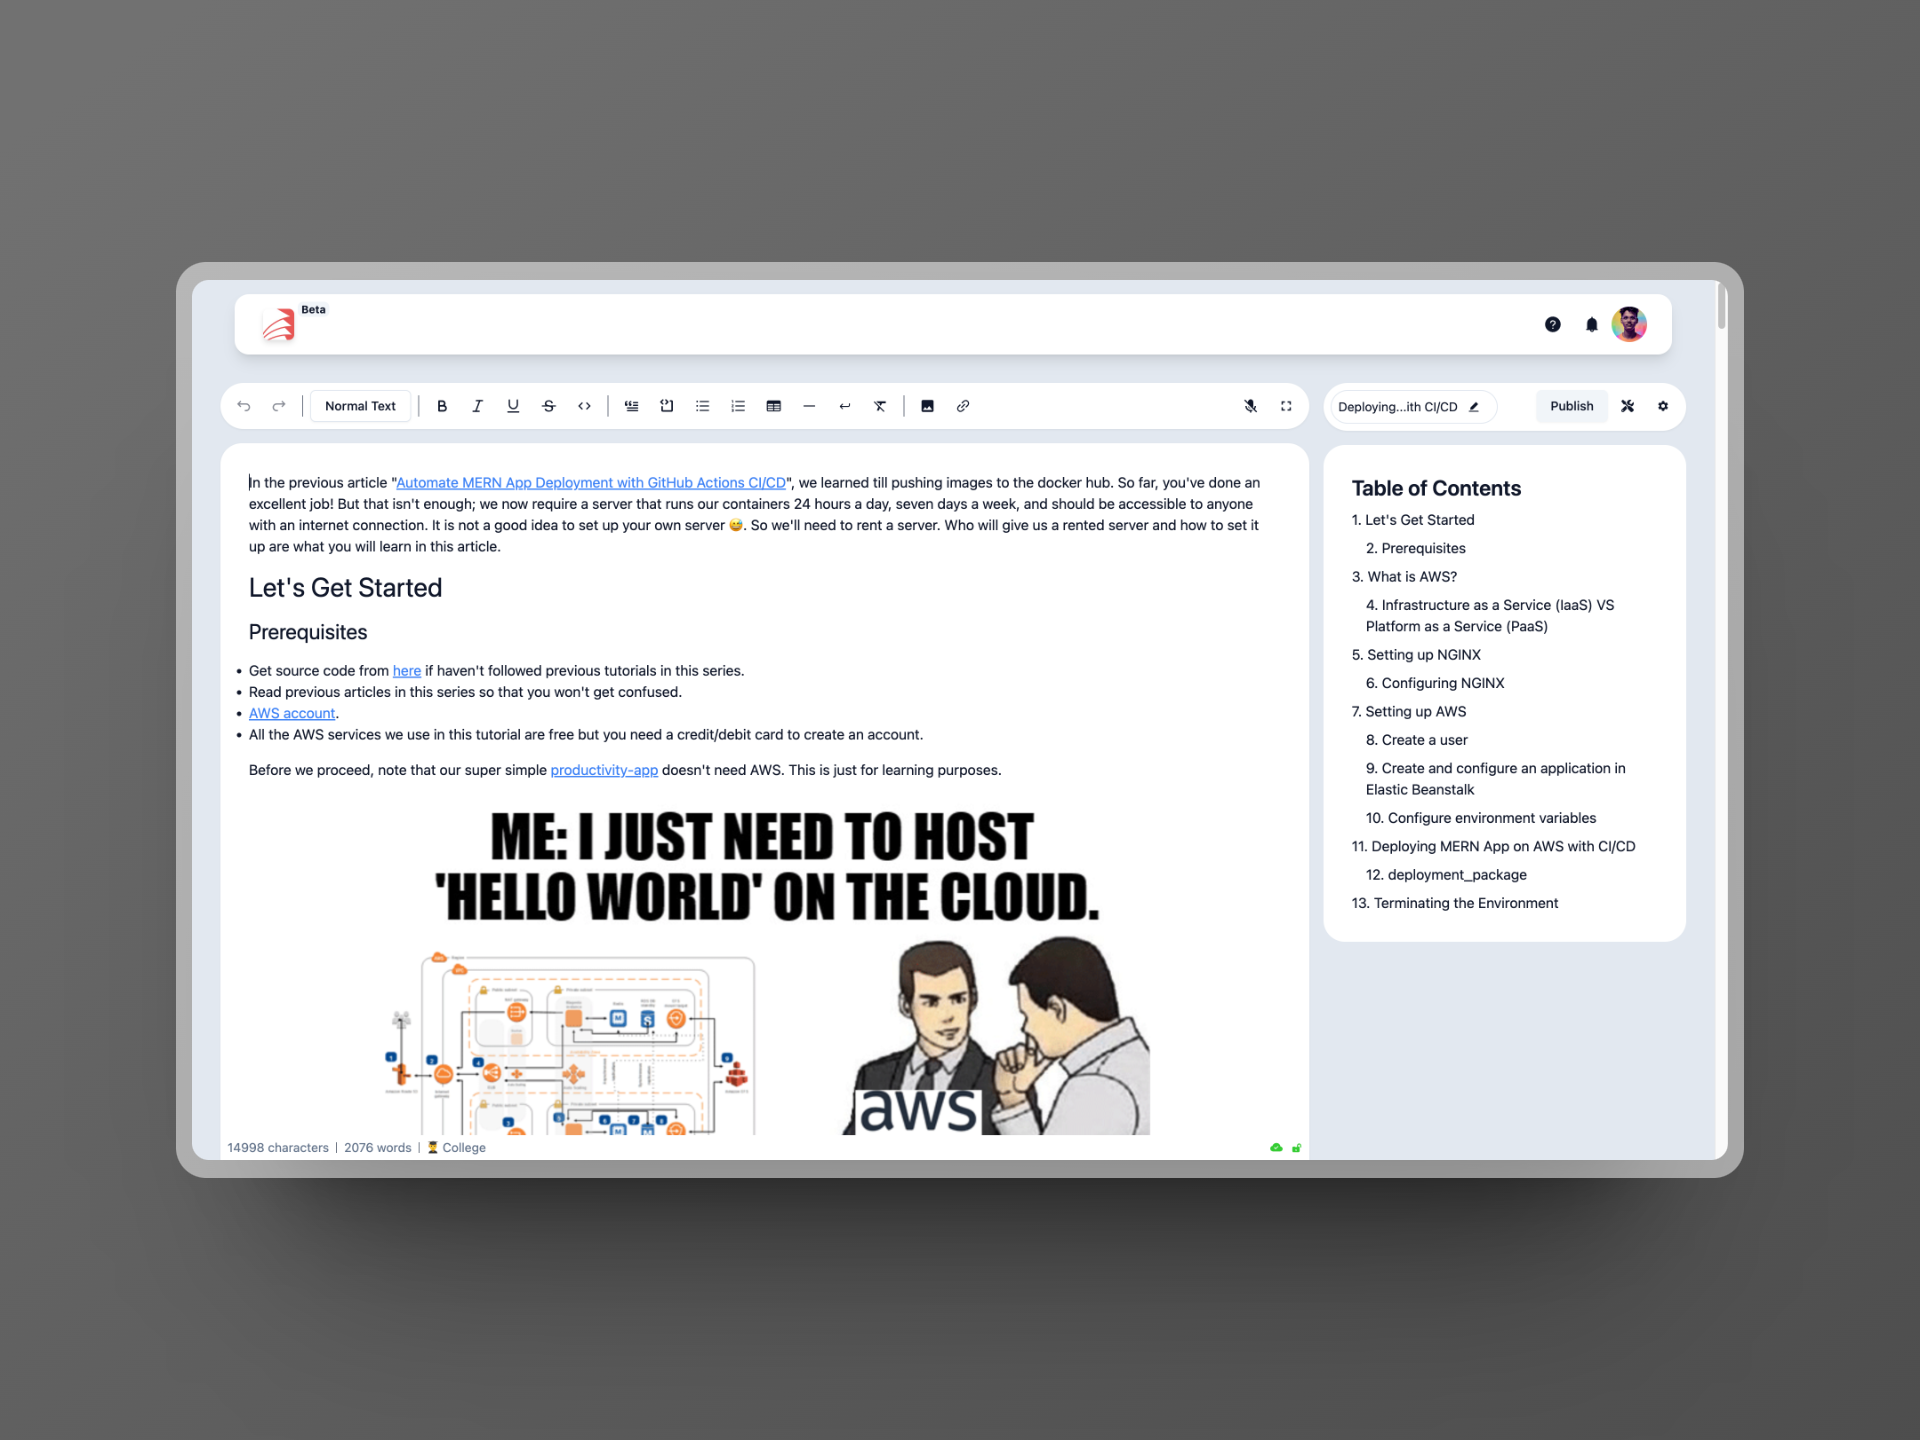 Beta
Normal Text
Deploying...ith CI/CD
Publish
In the previous article "Automate MERN App Deployment with GitHub Actions CI/CD", we learned till pushing images to the docker hub. So far, you've done an
excellent job! But that isn't enough; we now require a server that runs our containers 24 hours a day, seven days a week, and should be accessible to anyone
with an internet connection. It is not a good idea to set up your own server 😅. So we'll need to rent a server. Who will give us a rented server and how to set it
up are what you will learn in this article.
Let's Get Started
Prerequisites
• Get source code from here if haven't followed previous tutorials in this series.
• Read previous articles in this series so that you won't get confused.
• AWS account.
• All the AWS services we use in this tutorial are free but you need a credit/debit card to create an account.
Before we proceed, note that our super simple productivity-app doesn't need AWS. This is just for learning purposes.
ME: I JUST NEED TO HOST
'HELLO WORLD' ON THE CLOUD.
aws
14998 characters | 2076 words | College
Table of Contents
1. Let's Get Started
2. Prerequisites
3. What is AWS?
4. Infrastructure as a Service (IaaS) VS
Platform as a Service (PaaS)
5. Setting up NGINX
6. Configuring NGINX
7. Setting up AWS
8. Create a user
9. Create and configure an application in
Elastic Beanstalk
10. Configure environment variables
11. Deploying MERN App on AWS with CI/CD
12. deployment_package
13. Terminating the Environment